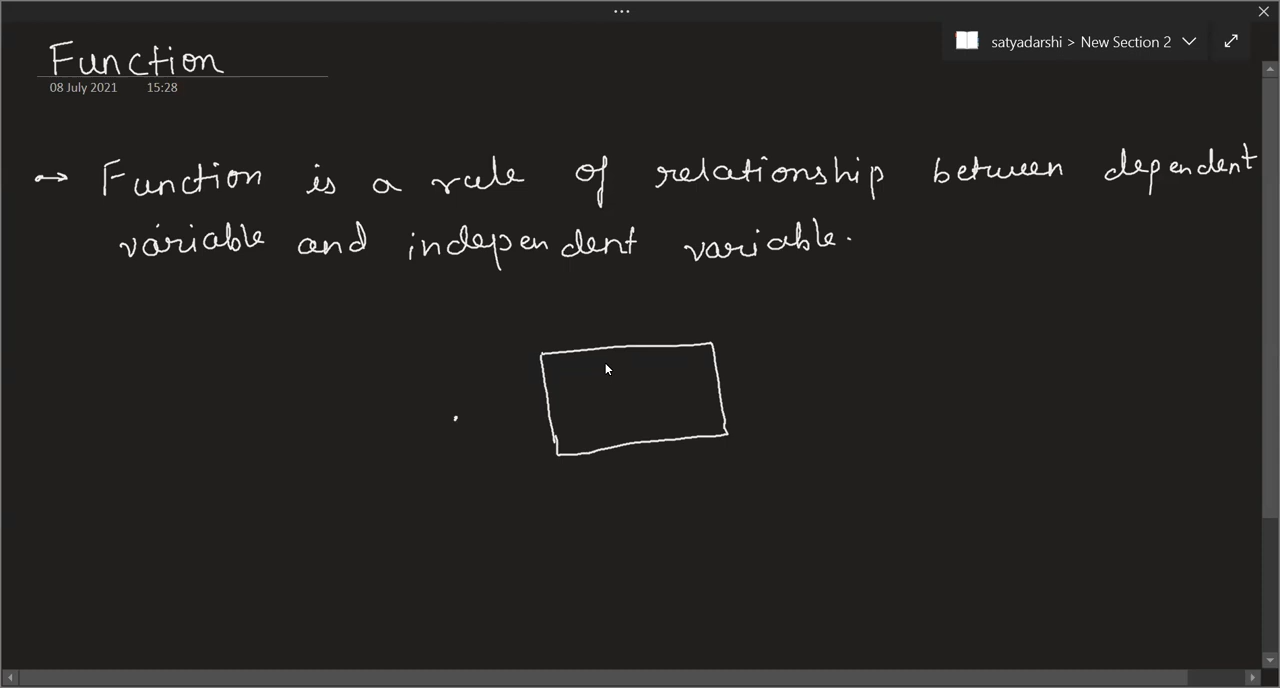 satyadarshi > New Section 2
Function
08 July 2021 15:28
→ Function is a rule of relationship between dependent
variable and independent variable.